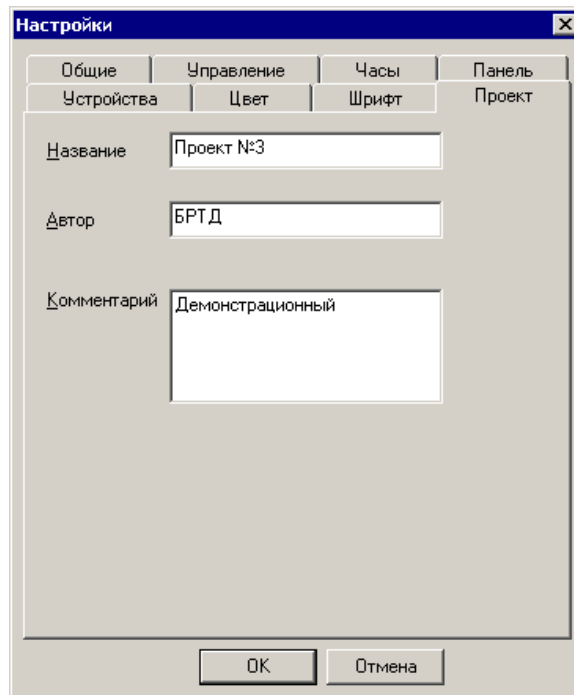 Настройки
Общие Управление Часы Панель
Устройства Цвет Шрифт Проект
Название Проект №3
Автор БРТД
Комментарий Демонстрационный
OK Отмена